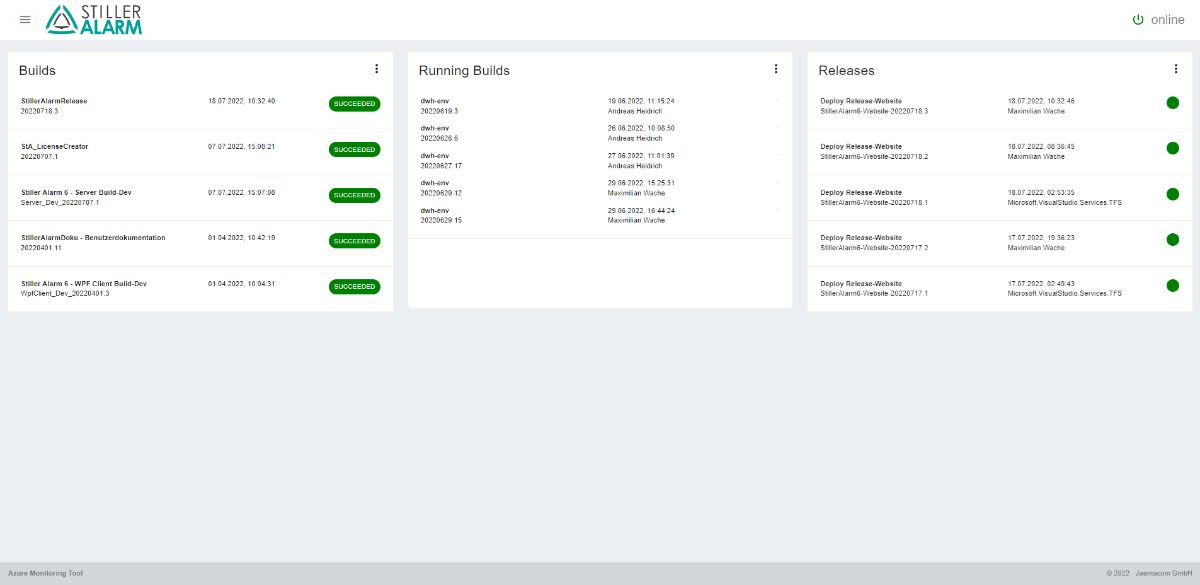 STILLER
ALARM
online
Builds
StillerAlarmRelease
20220718.3
18.07.2022, 10:32:40
SUCCEEDED
StA_LicenseCreator
20220707.1
07.07.2022, 15:08:21
SUCCEEDED
Stiller Alarm 6 - Server Build-Dev
Server_Dev_20220707.1
07.07.2022, 15:07:08
SUCCEEDED
StillerAlarmDoku - Benutzerdokumentation
20220401.11
01.04.2022, 10:42:19
SUCCEEDED
Stiller Alarm 6 - WPF Client Build-Dev
WpfClient_Dev_20220401.3
01.04.2022, 10:04:31
SUCCEEDED
Running Builds
dwh-env
20220619.3
19.06.2022, 11:15:24
Andreas Heidrich
dwh-env
20220626.6
26.06.2022, 10:08:50
Andreas Heidrich
dwh-env
20220627.17
27.06.2022, 11:01:39
Andreas Heidrich
dwh-env
20220629.12
29.06.2022, 15:25:31
Maximilian Wache
dwh-env
20220629.15
29.06.2022, 16:44:24
Maximilian Wache
Releases
Deploy Release-Website
StillerAlarm6-Website-20220718.3
18.07.2022, 10:32:46
Maximilian Wache
Deploy Release-Website
StillerAlarm6-Website-20220718.2
18.07.2022, 08:36:45
Maximilian Wache
Deploy Release-Website
StillerAlarm6-Website-20220718.1
18.07.2022, 02:53:35
Microsoft.VisualStudio.Services.TFS
Deploy Release-Website
StillerAlarm6-Website-20220717.2
17.07.2022, 19:36:23
Maximilian Wache
Deploy Release-Website
StillerAlarm6-Website-20220717.1
17.07.2022, 02:49:43
Microsoft.VisualStudio.Services.TFS
Azure Monitoring Tool
© 2022 Jaemacom GmbH